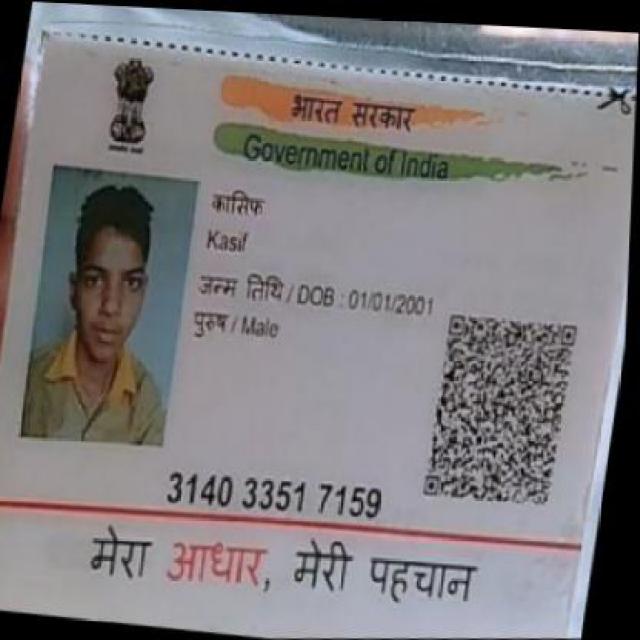 भारत सरकार
Government of India
कासिफ
Kasif
जन्म तिथि / DOB : 01/01/2001
पुरुष / Male
3140 3351 7159
मेरा आधार, मेरी पहचान